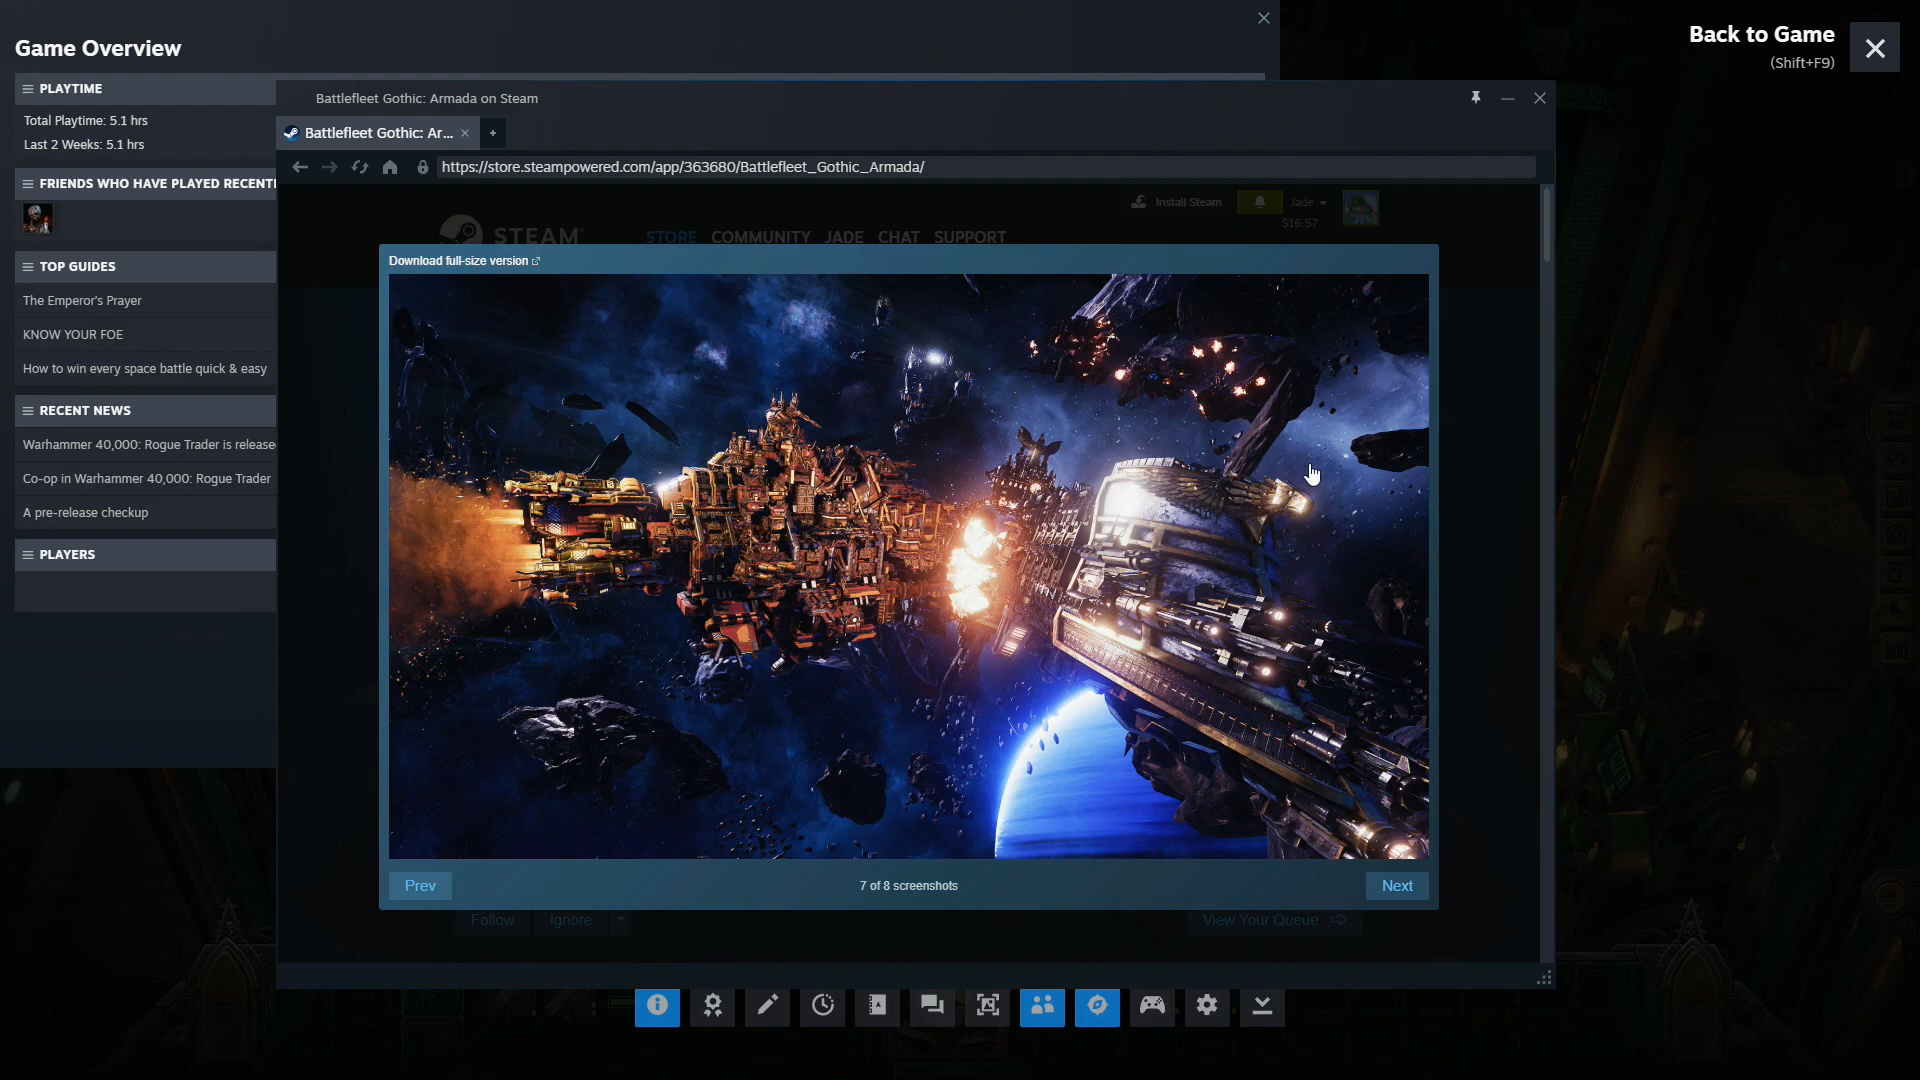 Game Overview
Back to Game
(Shift+F9)
PLAYTIME
Total Playtime: 5.1 hrs
Last 2 Weeks: 5.1 hrs
FRIENDS WHO HAVE PLAYED RECENT
TOP GUIDES
The Emperor's Prayer
KNOW YOUR FOE
How to win every space battle quick & easy
RECENT NEWS
Warhammer 40,000: Rogue Trader is release
Co-op in Warhammer 40,000: Rogue Trader
A pre-release checkup
PLAYERS
Battlefleet Gothic: Armada on Steam
Battlefleet Gothic: Ar...
https://store.steampowered.com/app/363680/Battlefleet_Gothic_Armada/
Install Steam
Jade
$16.57
STEAM
STORE COMMUNITY JADE CHAT SUPPORT
Download full-size version
Prev
7 of 8 screenshots
Next
Follow
Ignore
View Your Queue